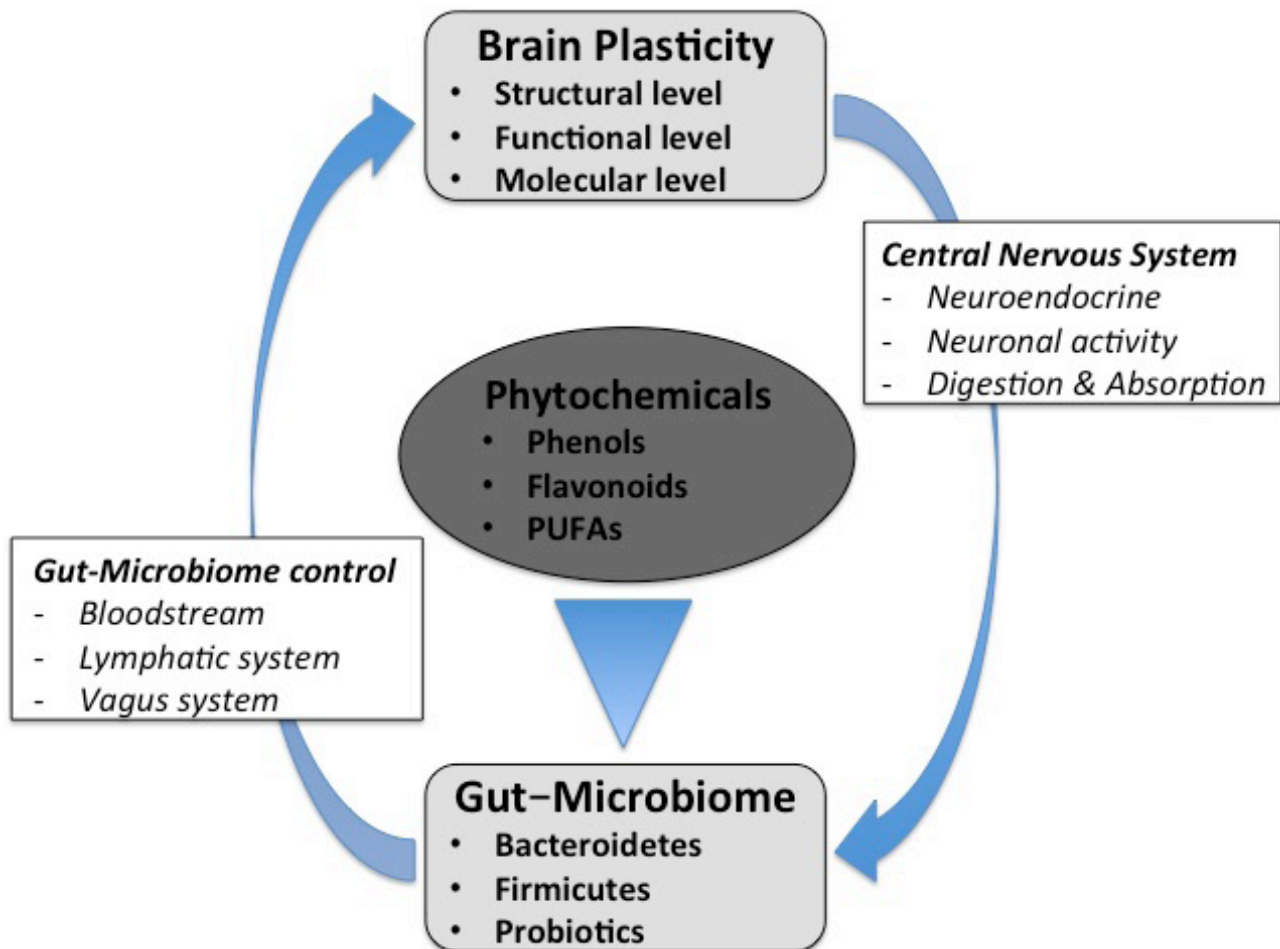 Brain Plasticity
• Structural level
• Functional level
• Molecular level
Central Nervous System
- Neuroendocrine
- Neuronal activity
- Digestion & Absorption
Phytochemicals
• Phenols
• Flavonoids
• PUFAs
Gut-Microbiome control
- Bloodstream
- Lymphatic system
- Vagus system
Gut−Microbiome
• Bacteroidetes
• Firmicutes
• Probiotics